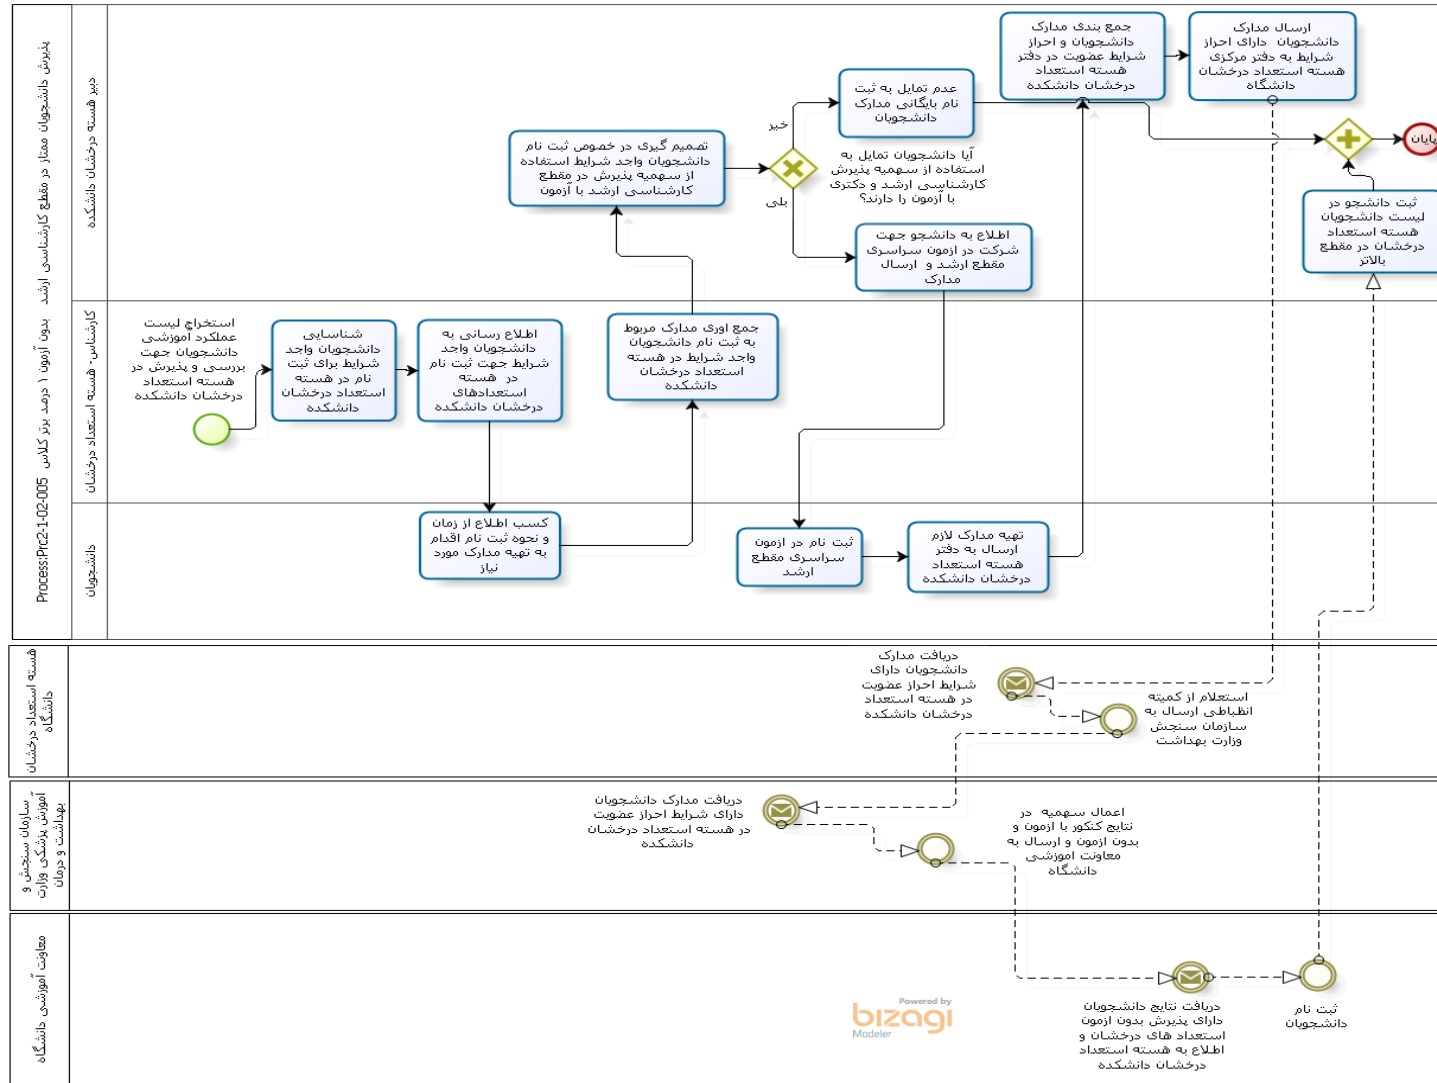 پذیرش دانشجویان ممتاز در مقطع کارشناسی ارشد بدون آزمون ۱ درصد برتر کلاس Process:Prc2-1-02-005
دبیر هسته درخشان دانشکده
جمع بندی مدارک
دانشجویان و احراز
شرایط عضویت در دفتر
هسته استعداد
درخشان دانشکده
ارسال مدارک
دانشجویان دارای احراز
شرایط به دفتر مرکزی
هسته استعداد درخشان
دانشگاه
عدم تمایل به ثبت
نام بایگانی مدارک
دانشجویان
خیر
پایان
تصمیم گیری در خصوص ثبت نام
دانشجویان واجد شرایط استفاده
از سهمیه پذیرش در مقطع
کارشناسی ارشد با آزمون
آیا دانشجویان تمایل به
استفاده از سهمیه پذیرش
کارشناسی ارشد و دکتری
با آزمون را دارند؟
بلی
ثبت دانشجو در
لیست دانشجویان
هسته استعداد
درخشان در مقطع
بالاتر
اطلاع به دانشجو جهت
شرکت در ازمون سراسری
مقطع ارشد و ارسال
مدارک
کارشناس- هسته استعداد درخشان
استخراج لیست
عملکرد آموزشی
دانشجویان جهت
بررسی و پذیرش در
هسته استعداد
درخشان دانشکده
شناسایی
دانشجویان واجد
شرایط برای ثبت
نام در هسته
استعداد درخشان
دانشکده
اطلاع رسانی به
دانشجویان واجد
شرایط جهت ثبت نام
در هسته
استعدادهای
درخشان دانشکده
جمع اوری مدارک مربوط
به ثبت نام دانشجویان
واجد شرایط در هسته
استعداد درخشان
دانشکده
دانشجویان
کسب اطلاع از زمان
و نحوه ثبت نام اقدام
به تهیه مدارک مورد
نیاز
ثبت نام در ازمون
سراسری مقطع
ارشد
تهیه مدارک لازم
ارسال به دفتر
هسته استعداد
درخشان دانشکده
هسته استعداد درخشان
دانشگاه
دریافت مدارک
دانشجویان دارای
شرایط احراز عضویت
در هسته استعداد
درخشان دانشکده
استعلام از کمیته
انظباطی ارسال به
سازمان سنجش
وزارت بهداشت
سازمان سنجش و
آموزش پزشکی وزارت
بهداشت و درمان
دریافت مدارک دانشجویان
دارای شرایط احراز عضویت
در هسته استعداد درخشان
دانشکده
اعمال سهمیه در
نتایج کنکور با ازمون و
بدون ازمون و ارسال به
معاونت اموزشی
دانشگاه
معاونت آموزشی دانشگاه
دریافت نتایج دانشجویان
دارای پذیرش بدون ازمون
استعداد های درخشان و
اطلاع به هسته استعداد
درخشان دانشکده
ثبت نام
دانشجویان
Powered by
bizagi
Modeler